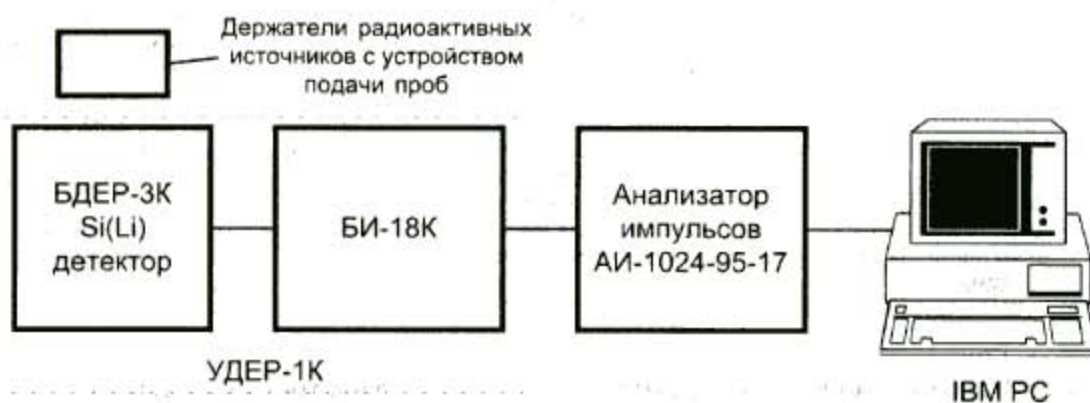 Держатели радиоактивных
источников с устройством
подачи проб
БДЕР-3К
Si(Li)
детектор
БИ-18К
Анализатор
импульсов
АИ-1024-95-17
УДЕР-1К
IBM PC